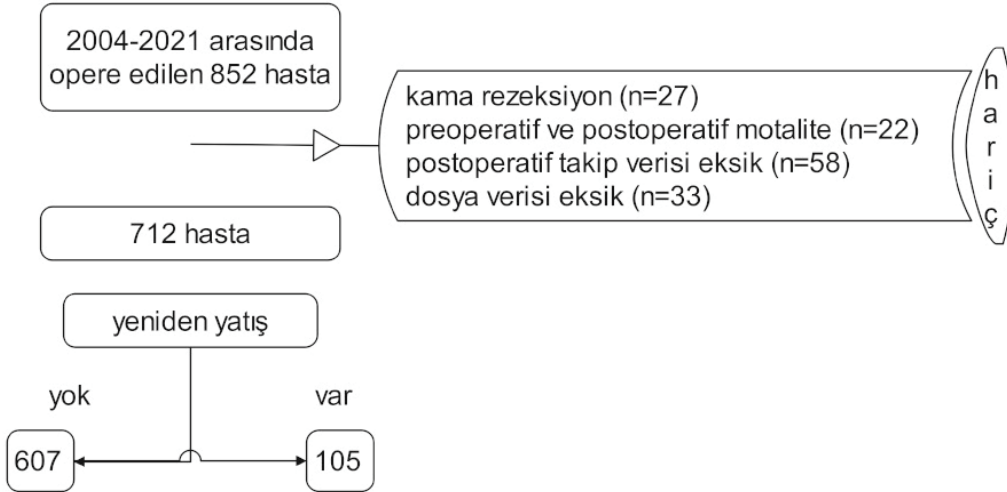 2004-2021 arasında
opere edilen 852 hasta
kama rezeksiyon (n=27)
preoperatif ve postoperatif motalite (n=22)
postoperatif takip verisi eksik (n=58)
dosya verisi eksik (n=33)
hariç
712 hasta
yeniden yatış
yok
var
607
105